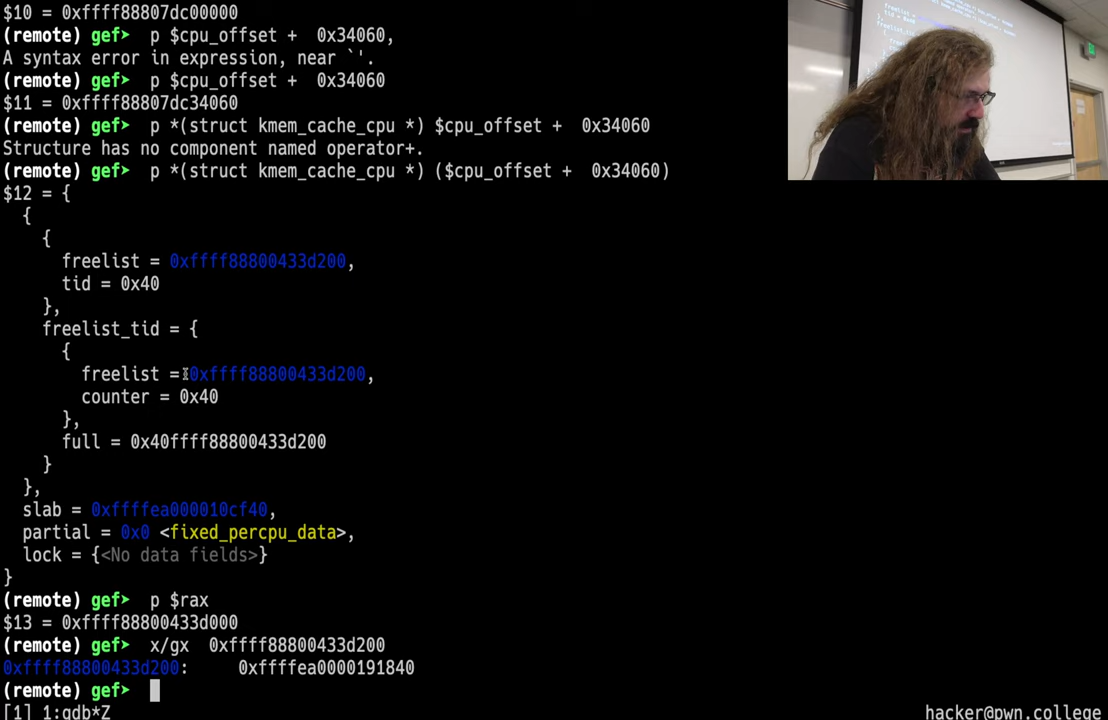 $10 = 0xffff88807dc00000
(remote) gef➤  p $cpu_offset +  0x34060,
A syntax error in expression, near `'.
(remote) gef➤  p $cpu_offset +  0x34060
$11 = 0xffff88807dc34060
(remote) gef➤  p *(struct kmem_cache_cpu *) $cpu_offset +  0x34060
Structure has no component named operator+.
(remote) gef➤  p *(struct kmem_cache_cpu *) ($cpu_offset +  0x34060)
$12 = {
{
{
freelist = 0xffff88800433d200,
tid = 0x40
},
freelist_tid = {
{
freelist = 0xffff88800433d200,
counter = 0x40
},
full = 0x40ffff88800433d200
}
},
slab = 0xffffea000010cf40,
partial = 0x0 <fixed_percpu_data>,
lock = {<No data fields>}
}
(remote) gef➤  p $rax
$13 = 0xffff88800433d000
(remote) gef➤  x/gx  0xffff88800433d200
0xffff88800433d200:     0xffffea0000191840
(remote) gef➤
[1] 1:gdb*Z hacker@pwn.college